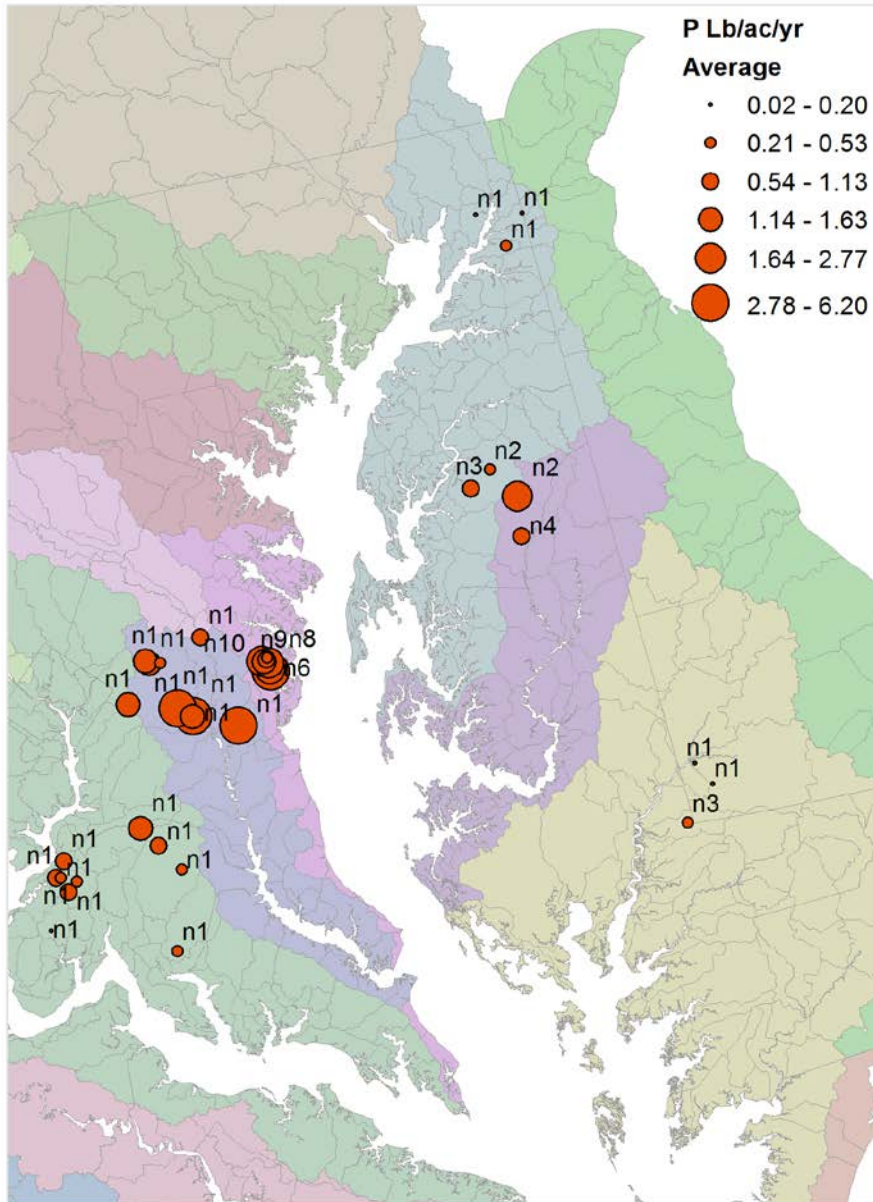 P Lb/ac/yr
Average
0.02 - 0.20
0.21 - 0.53
0.54 - 1.13
1.14 - 1.63
1.64 - 2.77
2.78 - 6.20
n1 n1
n1
n2
n3 n2
n4
n1
n1 n1 n10 n9 n8
n6
n1 n1 n1 n1
n1 n1
n1
n1
n3
n1
n1
n1
n1 n1
n1
n1 n1
n1
n1